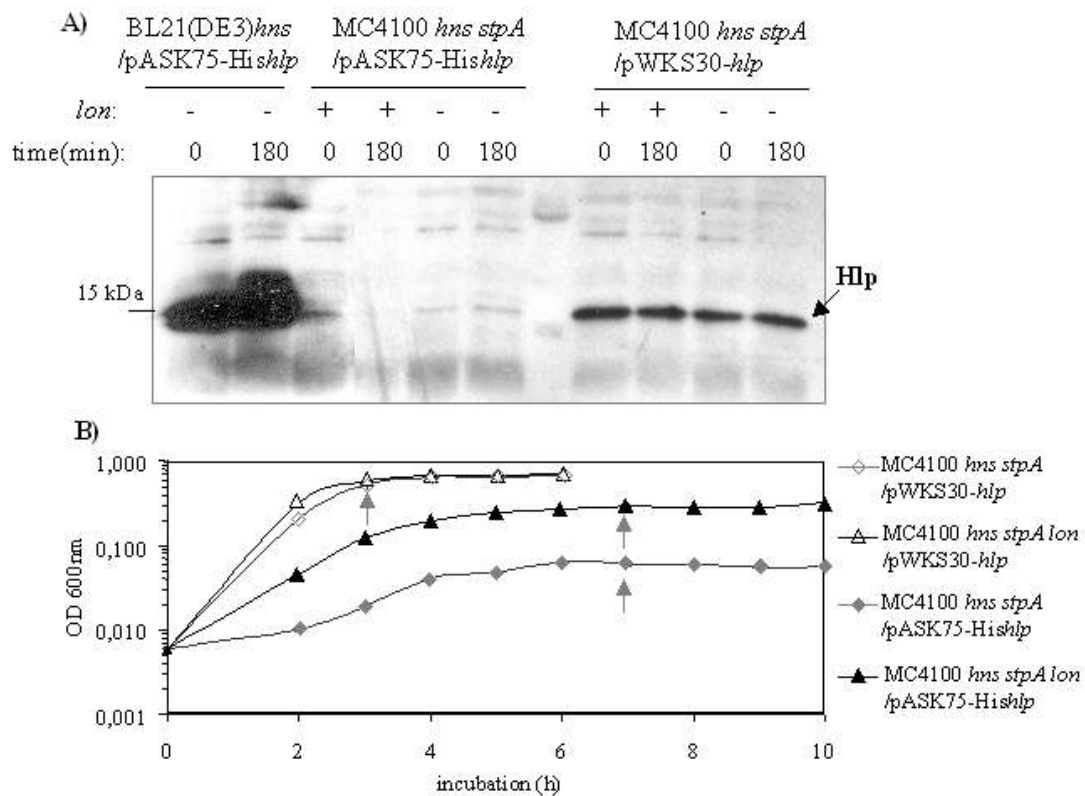 A)
BL21(DE3)hns MC4100 hns stpA MC4100 hns stpA
/pASK75-Hishlp /pASK75-Hishlp /pWKS30-hlp
lon: - - + + - - + + - -
time(min): 0 180 0 180 0 180 0 180 0 180
15 kDa
Hlp
B)
1,000
0,100
0,010
0,001
OD 600nm
0 2 4 6 8 10
incubation (h)
MC4100 hns stpA
/pWKS30-hlp
MC4100 hns stpA lon
/pWKS30-hlp
MC4100 hns stpA
/pASK75-Hishlp
MC4100 hns stpA lon
/pASK75-Hishlp